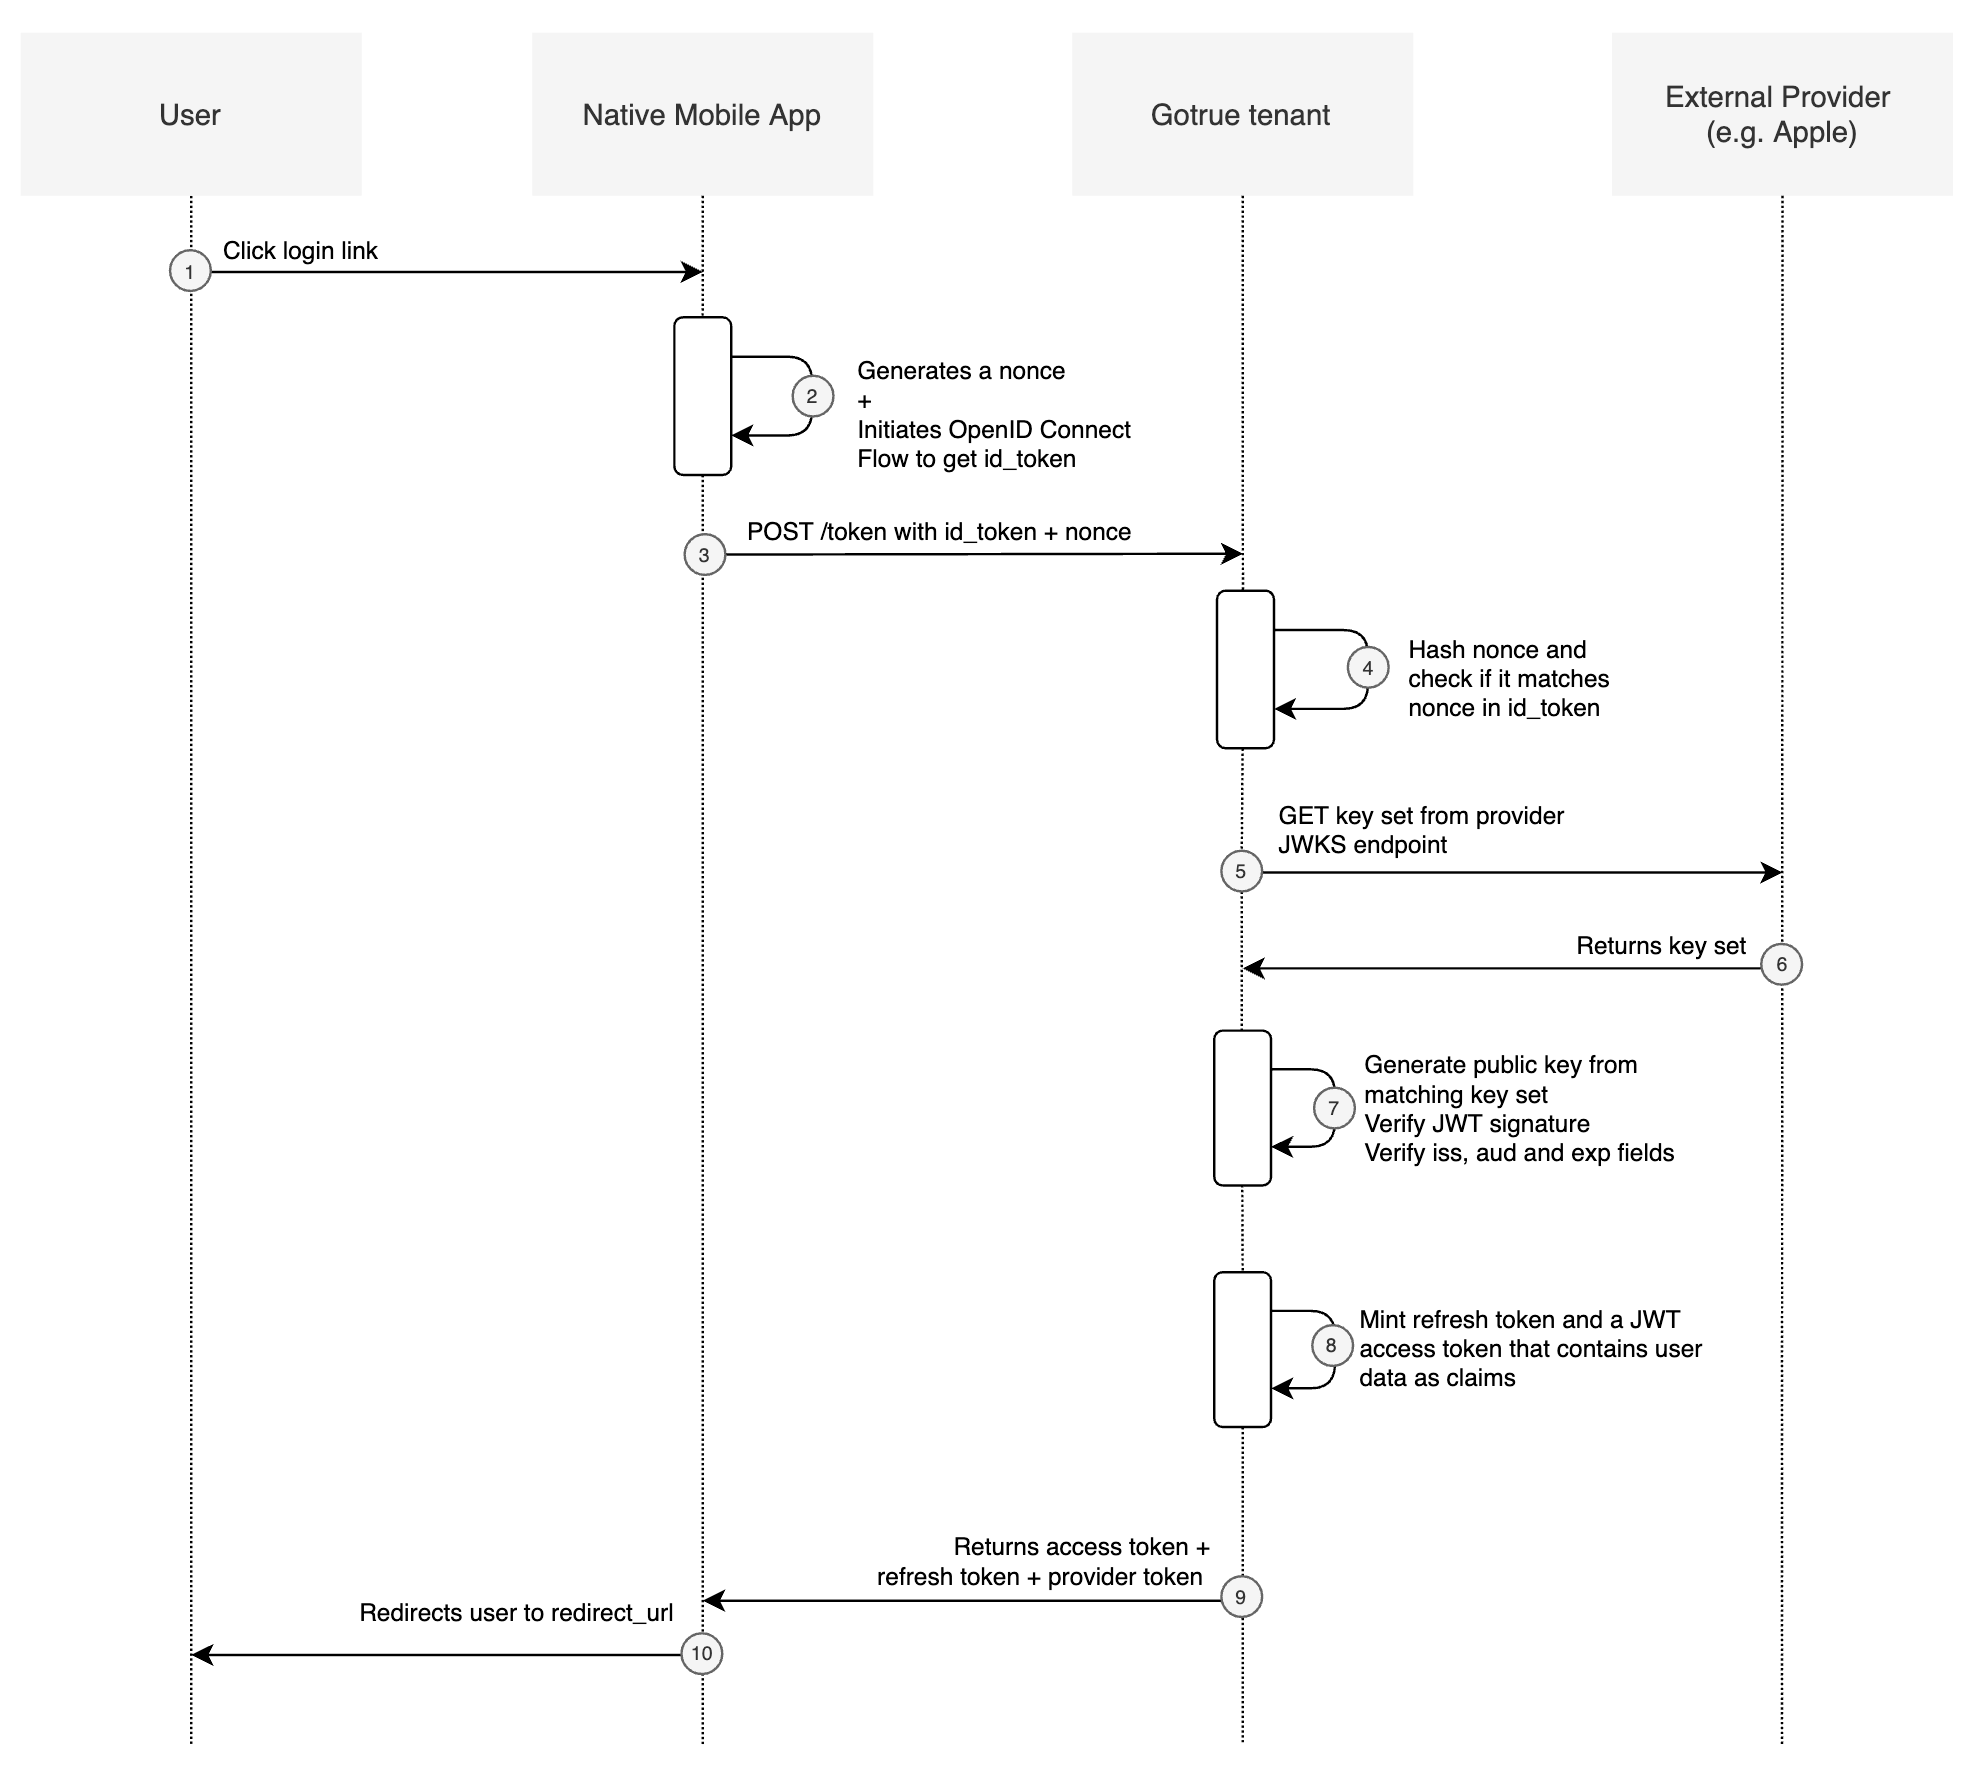 User
Native Mobile App
Gotrue tenant
External Provider
(e.g. Apple)
Click login link
1
Generates a nonce
2
+
Initiates OpenID Connect
Flow to get id_token
POST /token with id_token + nonce
3
Hash nonce and
4
check if it matches
nonce in id_token
GET key set from provider
JWKS endpoint
5
Returns key set
6
Generate public key from
matching key set
7
Verify JWT signature
Verify iss, aud and exp fields
Mint refresh token and a JWT
8
access token that contains user
data as claims
Returns access token +
refresh token + provider token
9
Redirects user to redirect_url
10